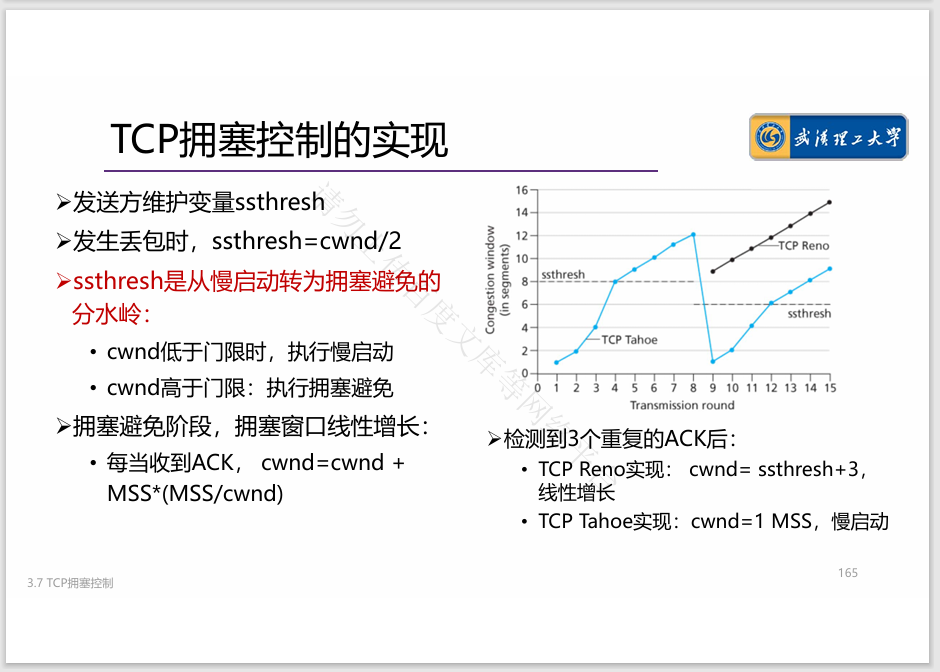 TCP拥塞控制的实现
武汉理工大学
➢发送方维护变量ssthresh
➢发生丢包时，ssthresh=cwnd/2
➢ssthresh是从慢启动转为拥塞避免的
分水岭：
• cwnd低于门限时，执行慢启动
• cwnd高于门限：执行拥塞避免
➢拥塞避免阶段，拥塞窗口线性增长：
• 每当收到ACK， cwnd=cwnd +
MSS*(MSS/cwnd)
Congestion window
(in segments)
16
14
12
10
8
6
4
2
0
ssthresh
TCP Reno
ssthresh
TCP Tahoe
0 1 2 3 4 5 6 7 8 9 10 11 12 13 14 15
Transmission round
➢检测到3个重复的ACK后：
• TCP Reno实现： cwnd= ssthresh+3，
线性增长
• TCP Tahoe实现：cwnd=1 MSS，慢启动
3.7 TCP拥塞控制
165